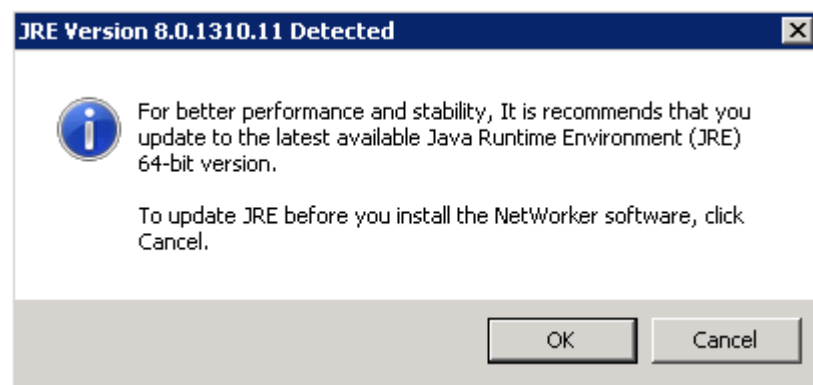 JRE Version 8.0.1310.11 Detected
For better performance and stability, It is recommends that you
update to the latest available Java Runtime Environment (JRE)
64-bit version.
To update JRE before you install the NetWorker software, click
Cancel.
OK
Cancel